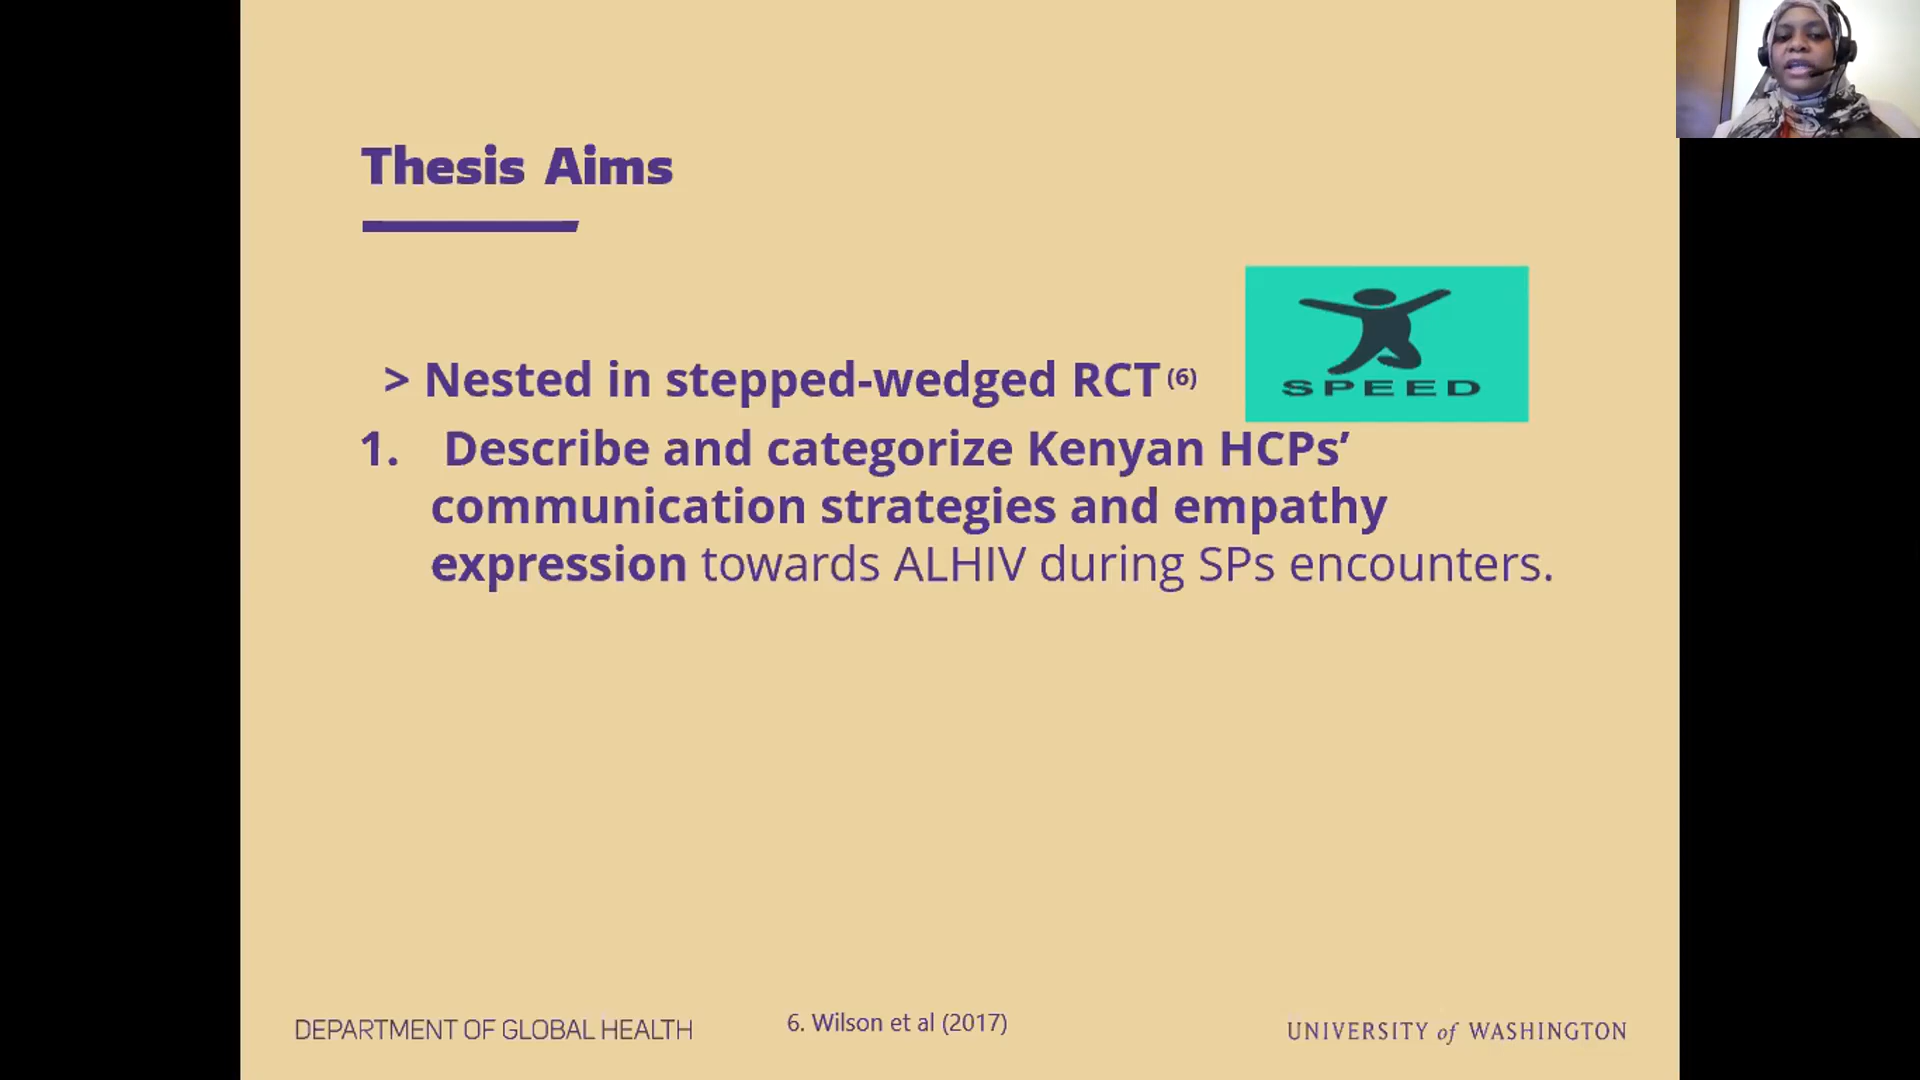 Thesis Aims
> Nested in stepped-wedged RCT (6)
SPEED
1. Describe and categorize Kenyan HCPs’
communication strategies and empathy
expression towards ALHIV during SPs encounters.
DEPARTMENT OF GLOBAL HEALTH
6. Wilson et al (2017)
UNIVERSITY of WASHINGTON